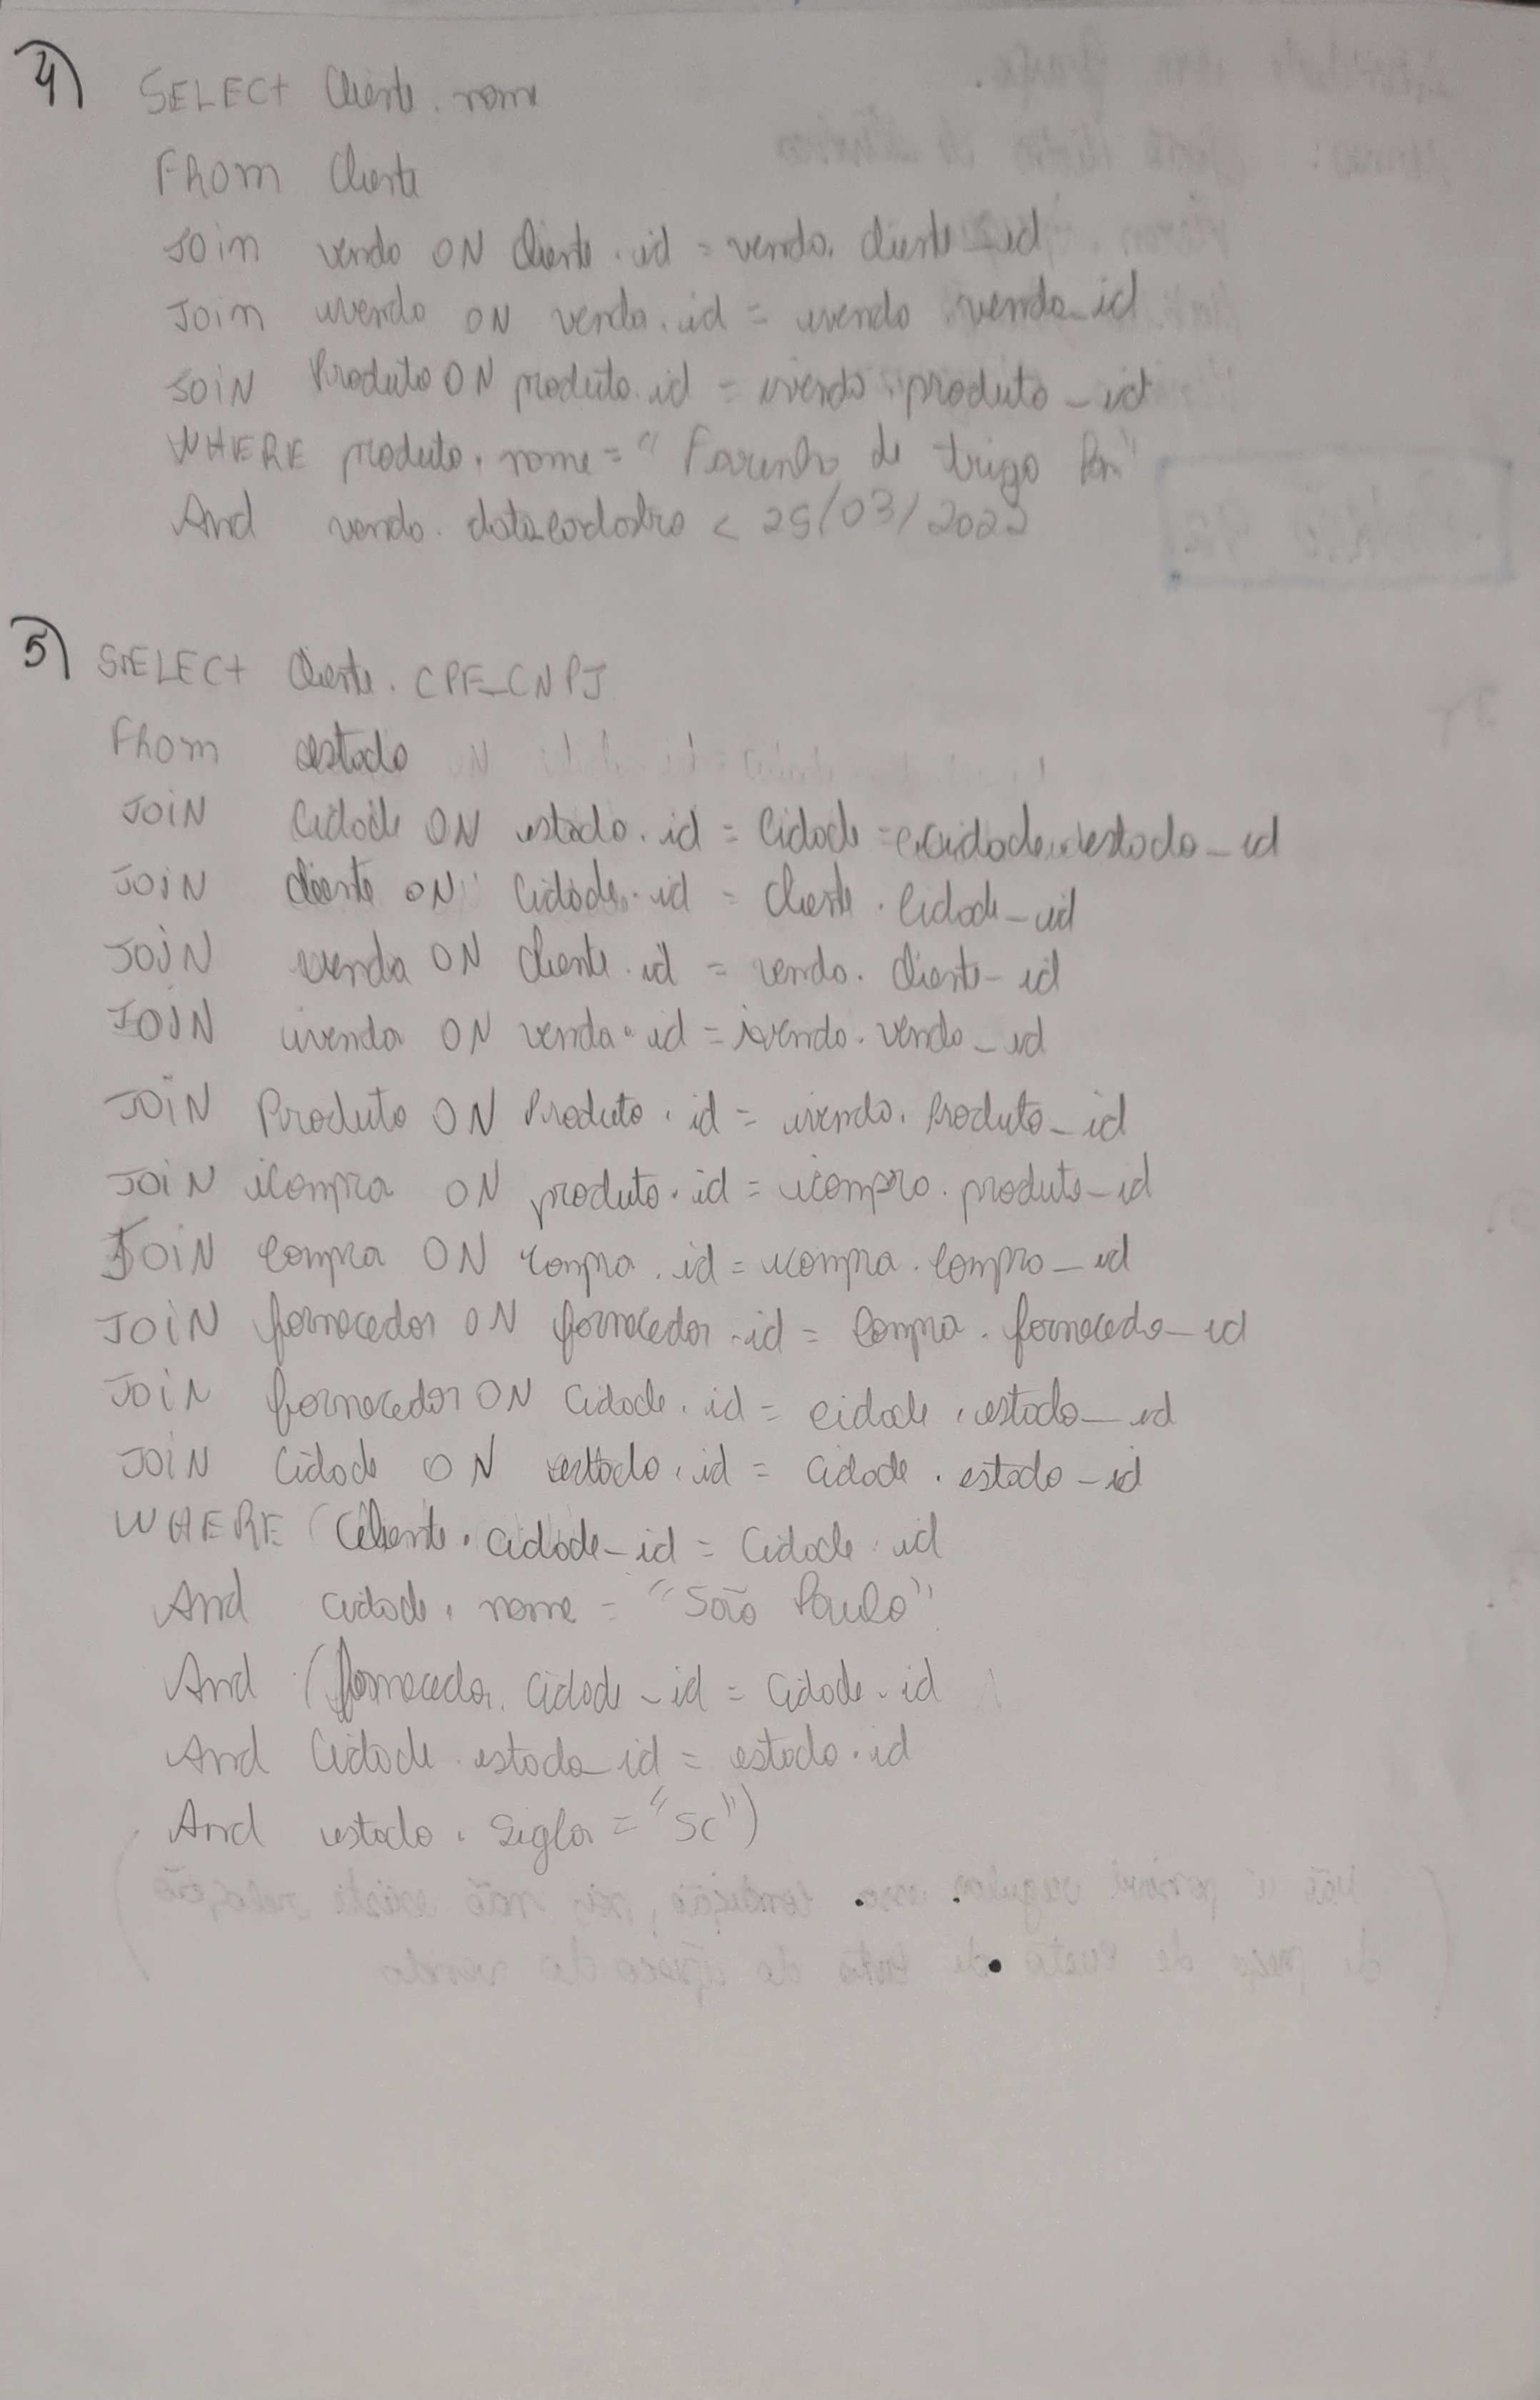 4) SELECT Cliente.nome
FROM Cliente
JOIN venda ON Cliente.id = venda.cliente_id
JOIN ivenda ON venda.id = ivenda.venda_id
JOIN Produto ON produto.id = ivenda.produto_id
WHERE produto.nome = "Farinha de trigo
And venda.datacadastro < 25/03/2022
5) SELECT Cliente.CPF_CNPJ
FROM estado
JOIN Cidade ON estado.id = Cidade = cidade.estado_id
JOIN cliente ON Cidade.id = Cliente.Cidade_id
JOIN venda ON Cliente.id = venda.Cliente_id
JOIN ivenda ON venda.id = ivenda.venda_id
JOIN Produto ON Produto.id = ivenda.Produto_id
JOIN icompra ON produto.id = icompra.produto_id
JOIN Compra ON compra.id = icompra.compra_id
JOIN fornecedor ON fornecedor.id = Compra.fornecedo_id
JOIN fornecedor ON Cidade.id = cidade.estado_id
JOIN Cidade ON estado.id = cidade.estado_id
WHERE (Cliente.cidade_id = Cidade.id
And cidade.nome = "São Paulo"
And (fornecedor.Cidade_id = Cidade.id
And Cidade.estado_id = estado.id
And estado.sigla = "SC")